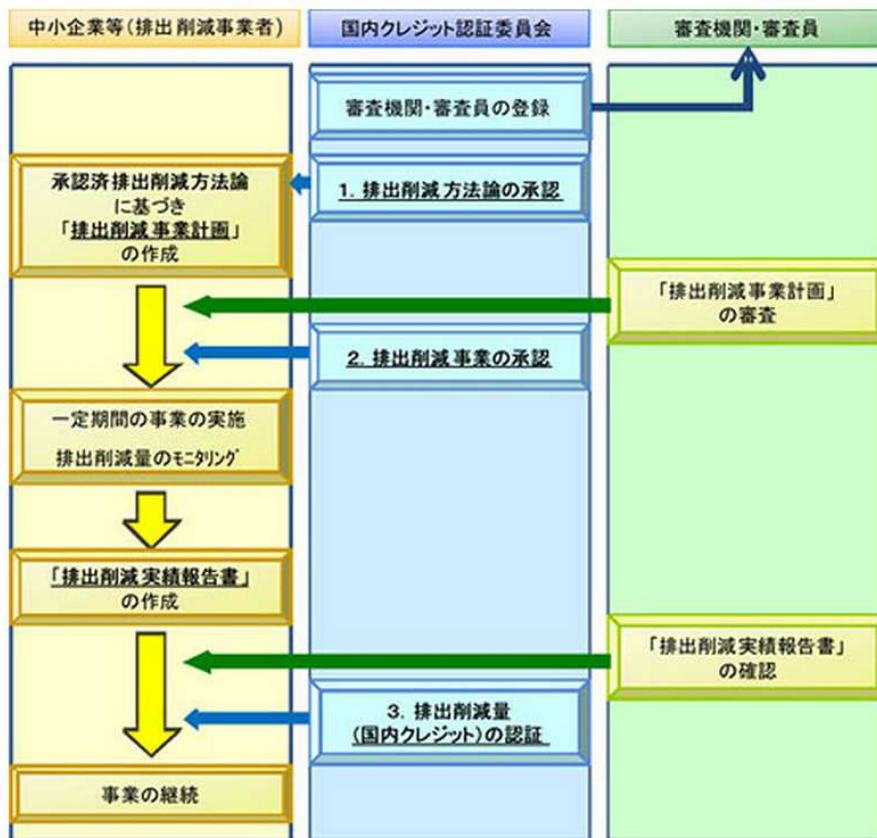 中小企業等(排出削減事業者)
国内クレジット認証委員会
審査機関・審査員
審査機関・審査員の登録
承認済排出削減方法論
に基づき
「排出削減事業計画」
の作成
1. 排出削減方法論の承認
「排出削減事業計画」
の審査
2. 排出削減事業の承認
一定期間の事業の実施
排出削減量のﾓﾆﾀﾘﾝｸﾞ
「排出削減実績報告書」
の作成
「排出削減実績報告書」
の確認
3. 排出削減量
(国内クレジット)の認証
事業の継続